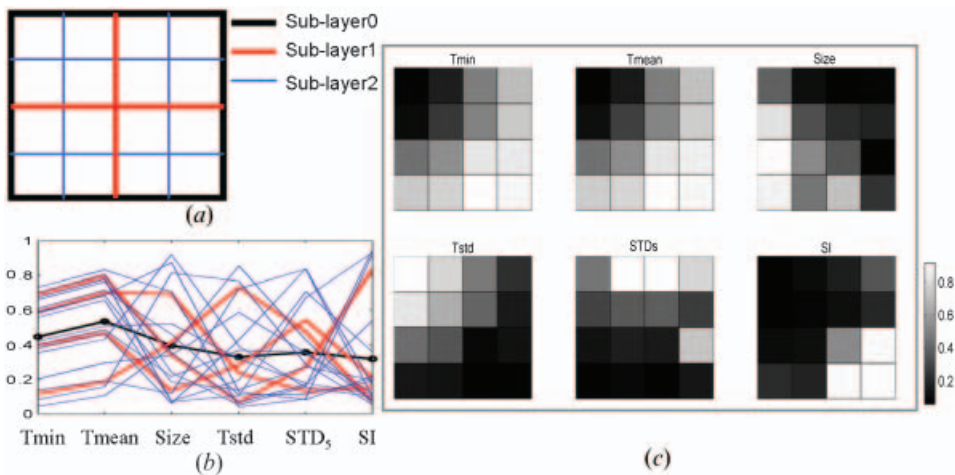 Sub-layer0
Sub-layer1
Sub-layer2
(a)
Tmin
Tmean
Size
Tstd
STDs
SI
0.8
0.6
0.4
0.2
1
0.8
0.6
0.4
0.2
0
Tmin
Tmean
Size
Tstd
STD5
SI
(b)
(c)